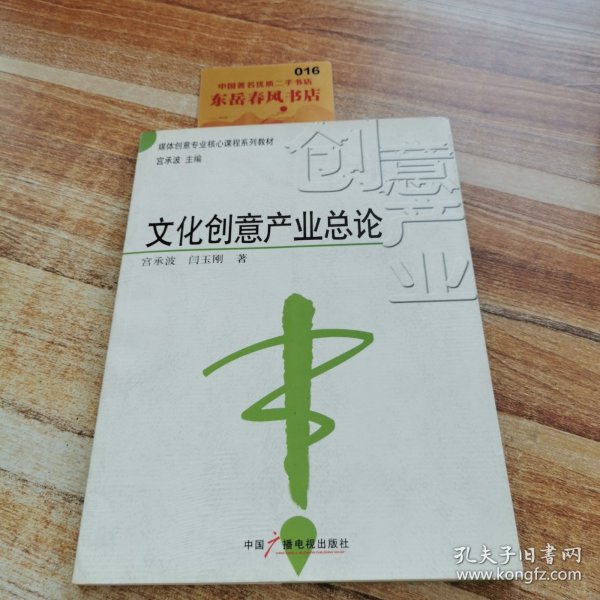 016
中国著名优质二手书店
东岳春风书店
媒体创意专业核心课程系列教材
宫承波 主编
创意
产
业
文化创意产业总论
宫承波 闫玉刚 著
中国广播电视出版社
孔夫子旧书网
www.kongfz.com